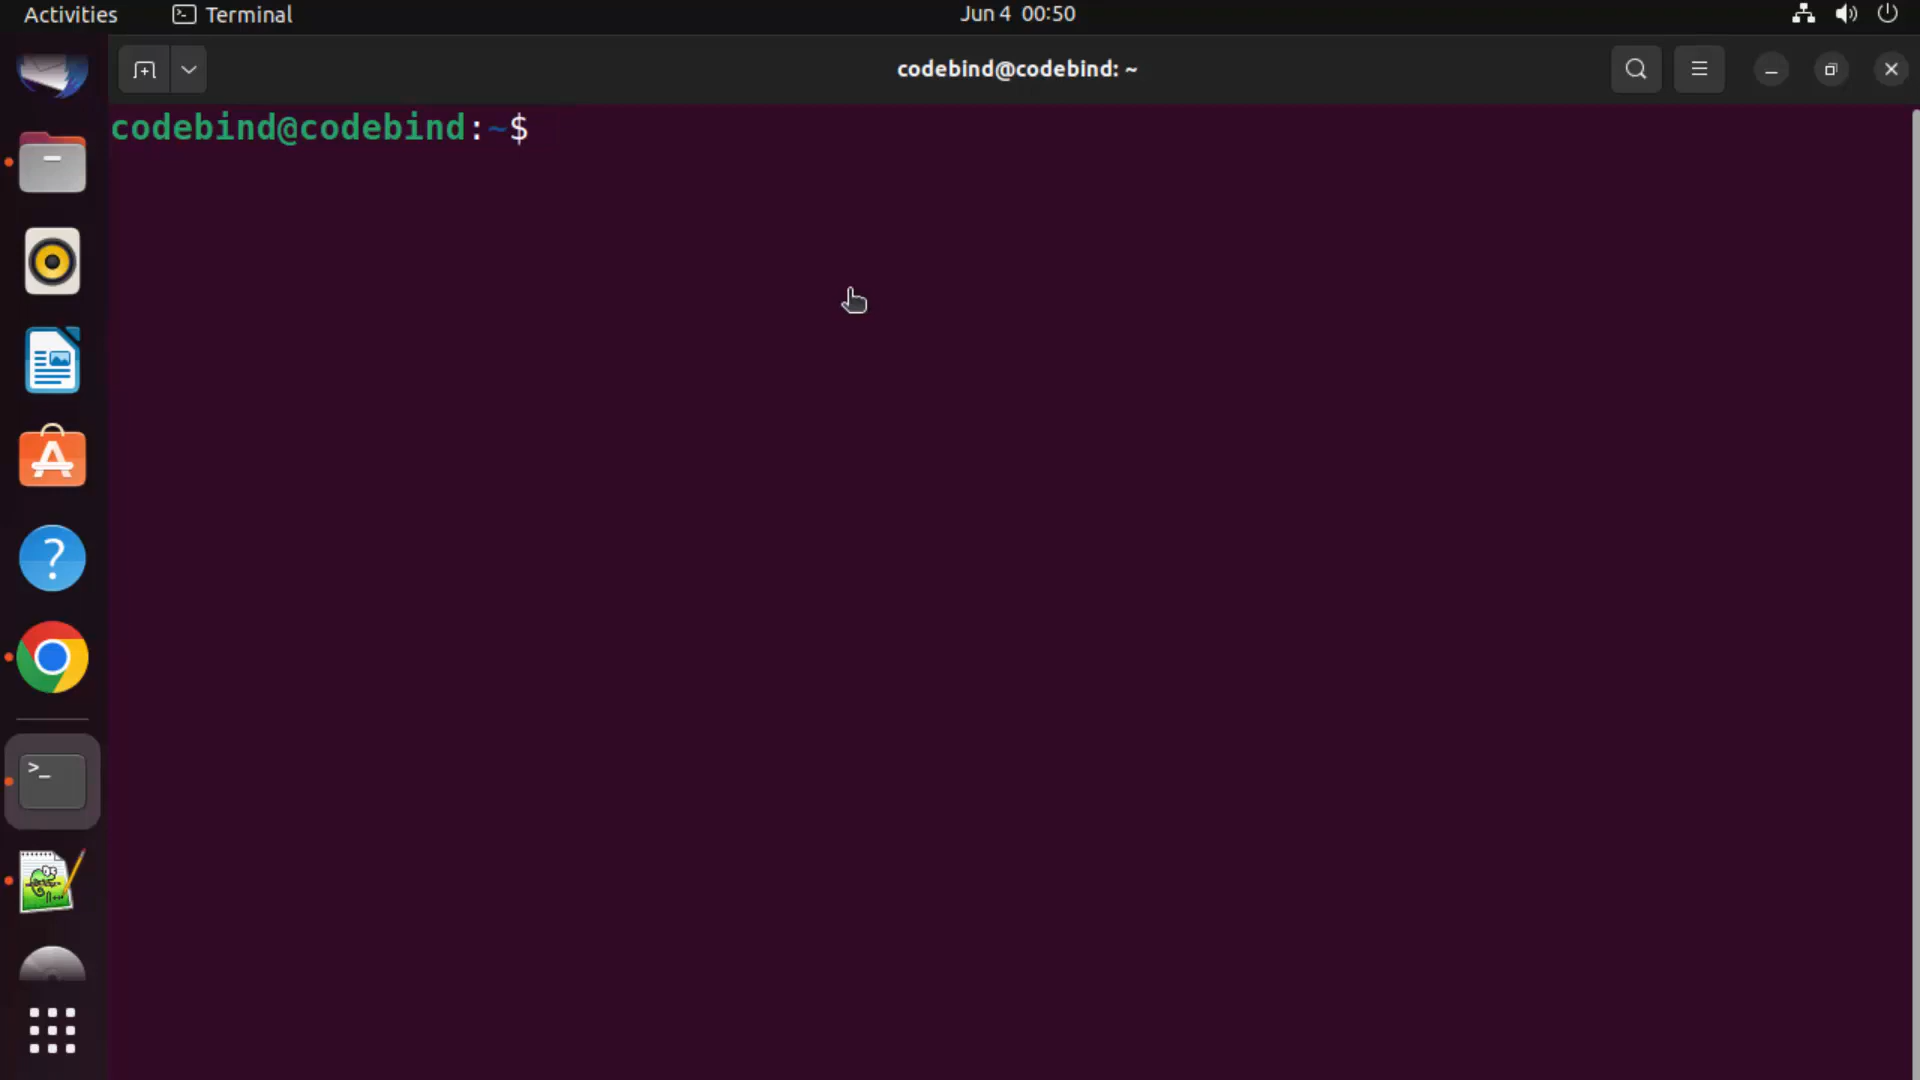 Activities
Terminal
Jun 4 00:50
codebind@codebind: ~
codebind@codebind:~$
>_